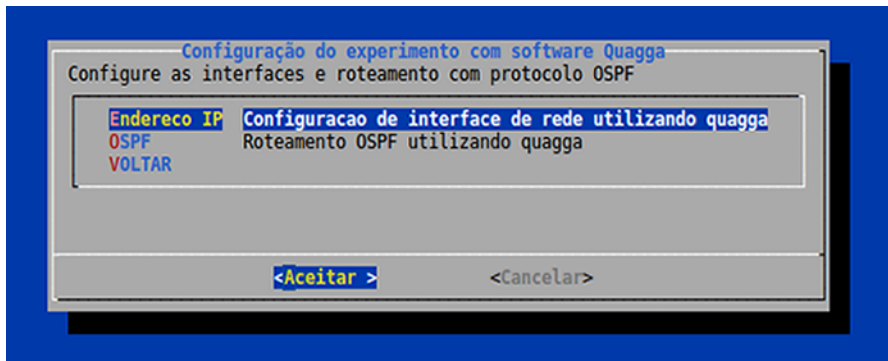 Configuração do experimento com software Quagga
Configure as interfaces e roteamento com protocolo OSPF
Endereco IP Configuracao de interface de rede utilizando quagga
OSPF Roteamento OSPF utilizando quagga
VOLTAR
<Aceitar > <Cancelar>